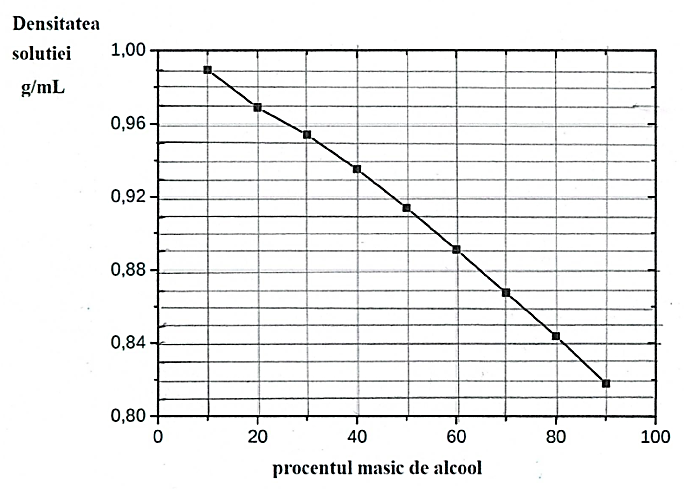 Densitatea
solutiei
g/mL
1,00
0,96
0,92
0,88
0,84
0,80
0 20 40 60 80 100
procentul masic de alcool